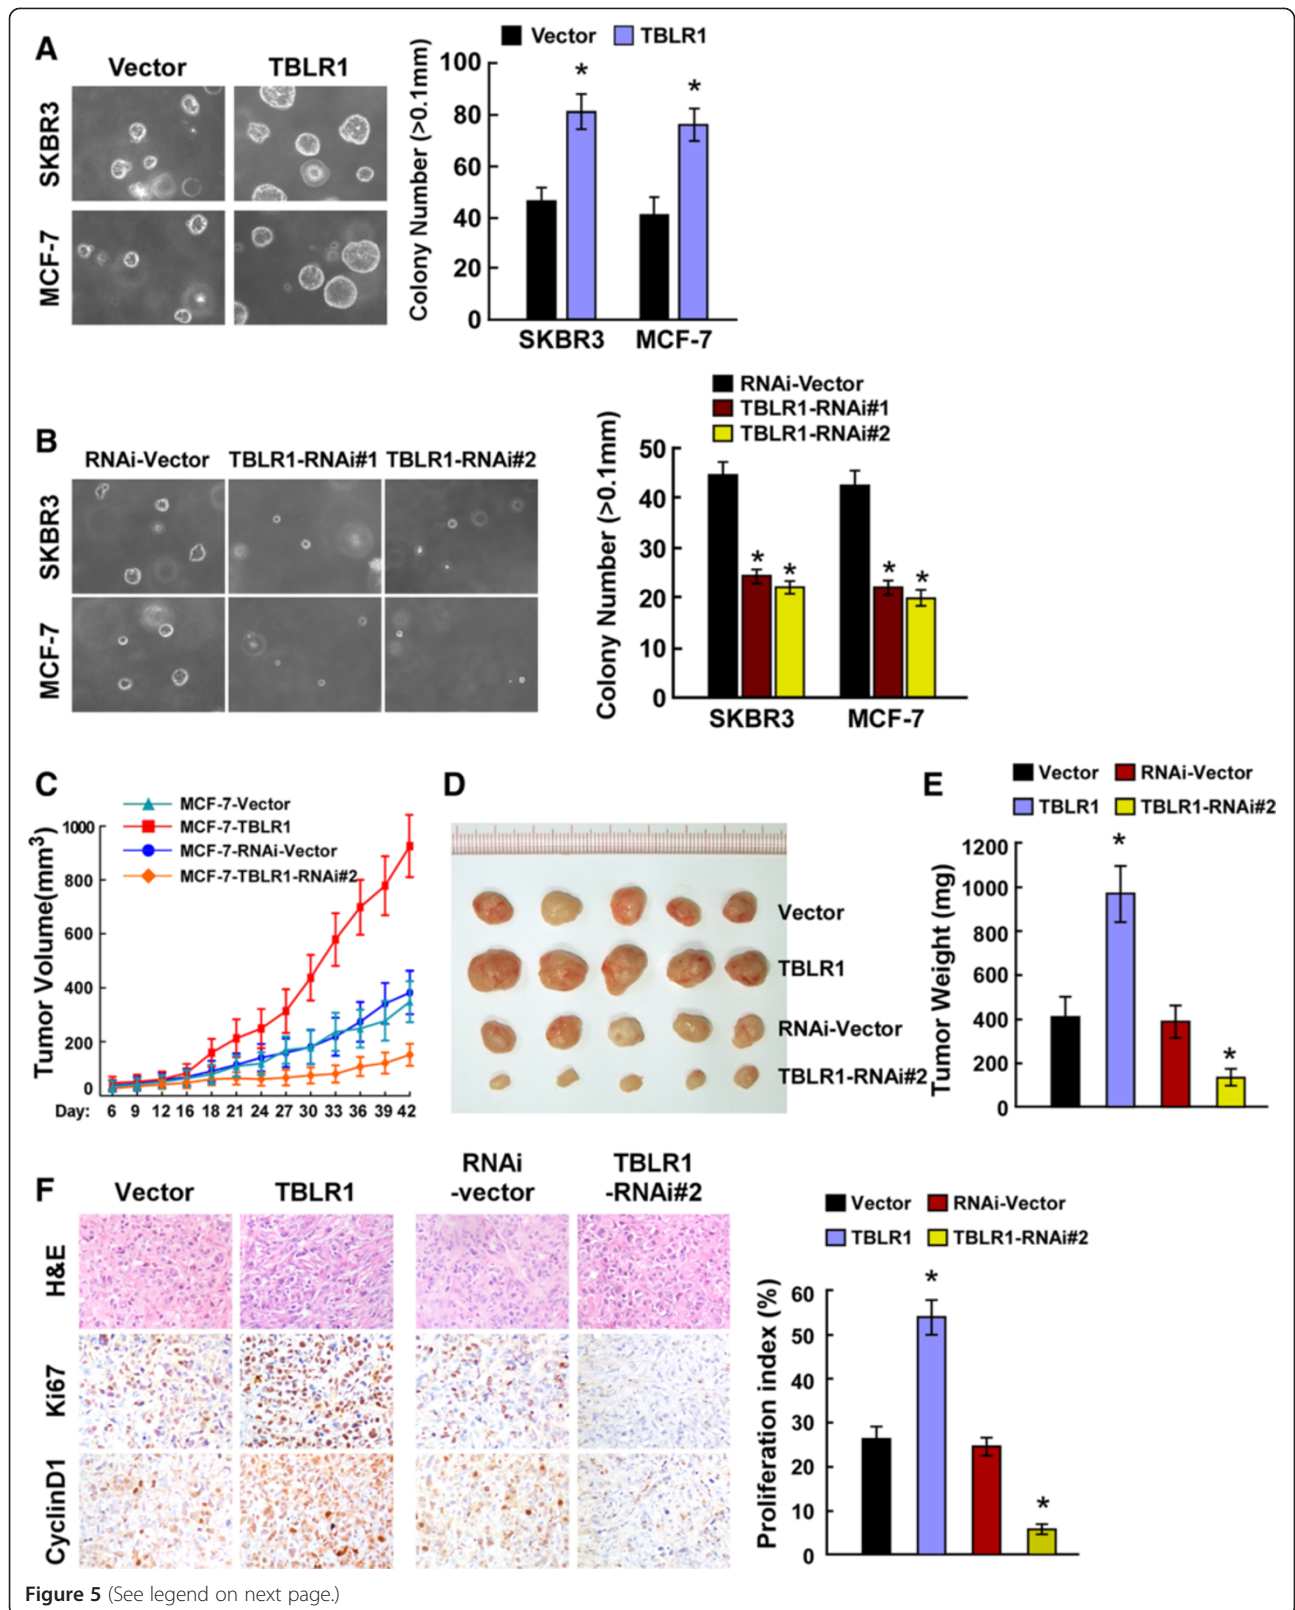 A
Vector TBLR1
SKBR3
MCF-7
Vector TBLR1
Colony Number (>0.1mm)
100
80
60
40
20
0
* *
SKBR3 MCF-7
B
RNAi-Vector TBLR1-RNAi#1 TBLR1-RNAi#2
SKBR3
MCF-7
RNAi-Vector
TBLR1-RNAi#1
TBLR1-RNAi#2
Colony Number (>0.1mm)
50
40
30
20
10
0
* * * *
SKBR3 MCF-7
C
MCF-7-Vector
MCF-7-TBLR1
MCF-7-RNAi-Vector
MCF-7-TBLR1-RNAi#2
Tumor Volume(mm³)
1000
800
600
400
200
0
Day: 6 9 12 16 18 21 24 27 30 33 36 39 42
D
Vector
TBLR1
RNAi-Vector
TBLR1-RNAi#2
E
Vector RNAi-Vector
TBLR1 TBLR1-RNAi#2
Tumor Weight (mg)
1200
1000
800
600
400
200
0
* *
F
Vector TBLR1 RNAi -vector TBLR1 -RNAi#2
H&E
Ki67
CyclinD1
Vector RNAi-Vector
TBLR1 TBLR1-RNAi#2
Proliferation index (%)
60
50
40
30
20
10
0
* *
Figure 5 (See legend on next page.)